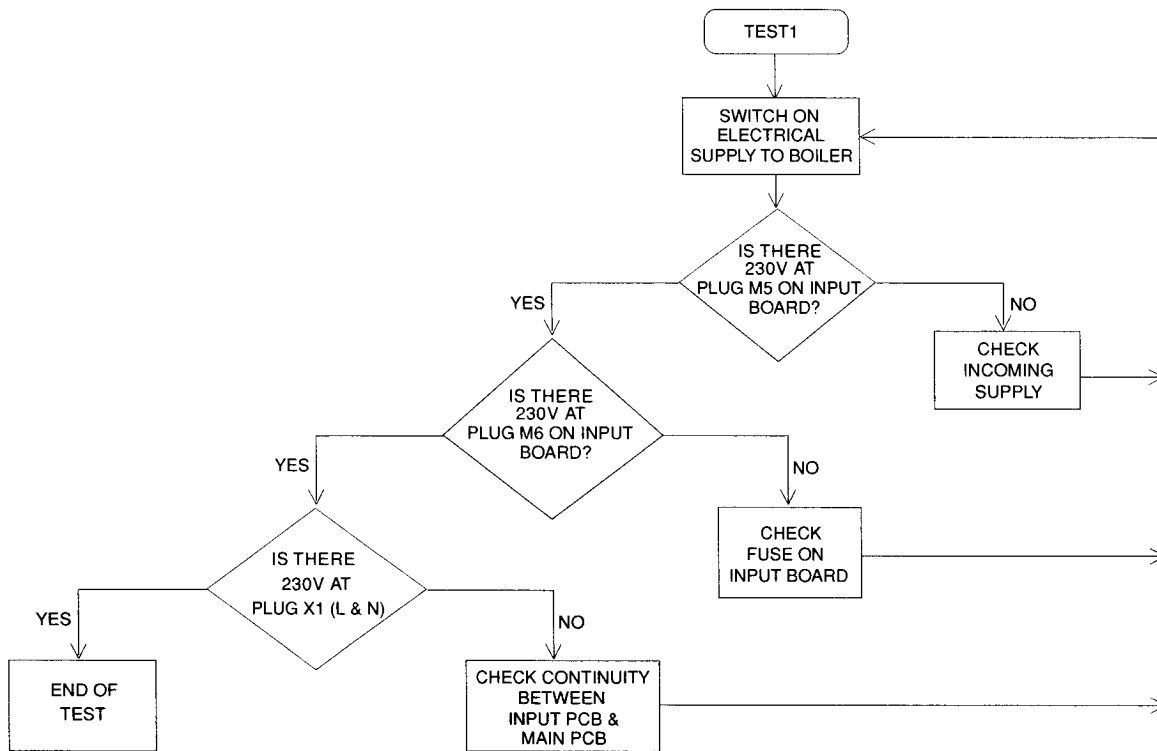 TEST1
SWITCH ON
ELECTRICAL
SUPPLY TO BOILER
IS THERE
230V AT
PLUG M5 ON INPUT
BOARD?
YES
NO
CHECK
INCOMING
SUPPLY
IS THERE
230V AT
PLUG M6 ON INPUT
BOARD?
YES
NO
CHECK
FUSE ON
INPUT BOARD
IS THERE
230V AT
PLUG X1 (L & N)
YES
NO
END OF
TEST
CHECK CONTINUITY
BETWEEN
INPUT PCB &
MAIN PCB